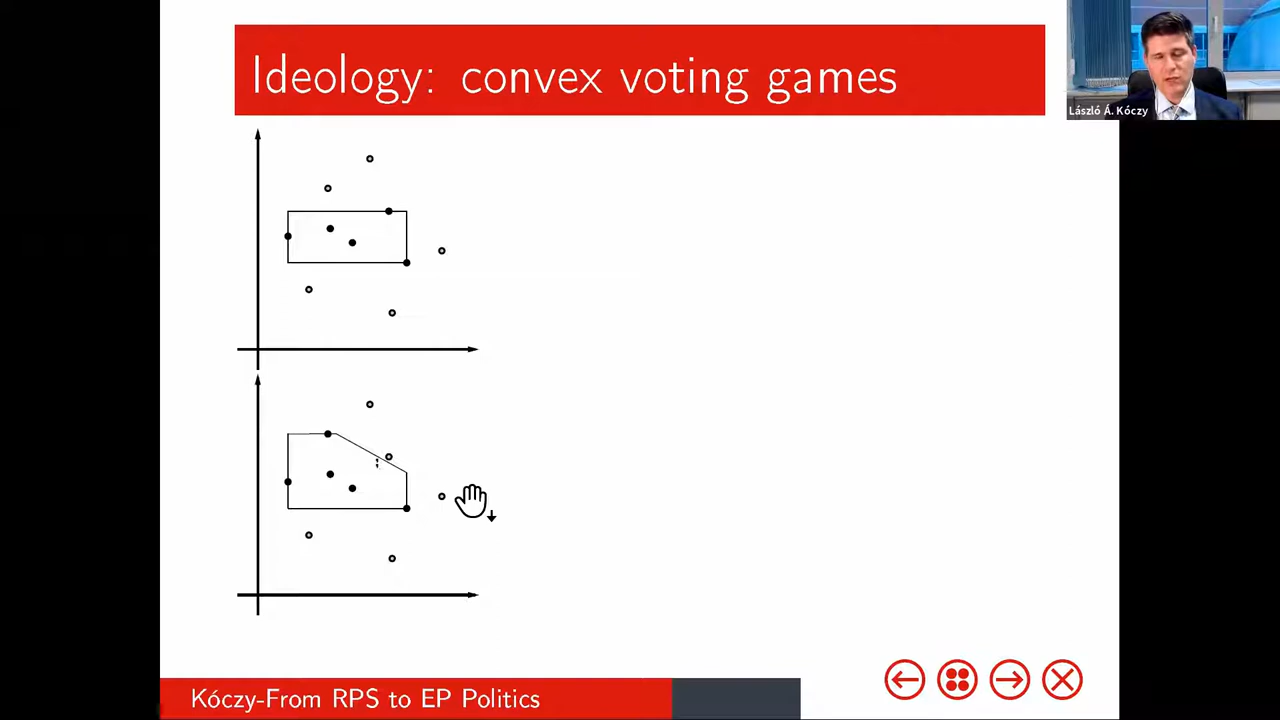 Ideology: convex voting games
László Á. Kóczy
Kóczy-From RPS to EP Politics